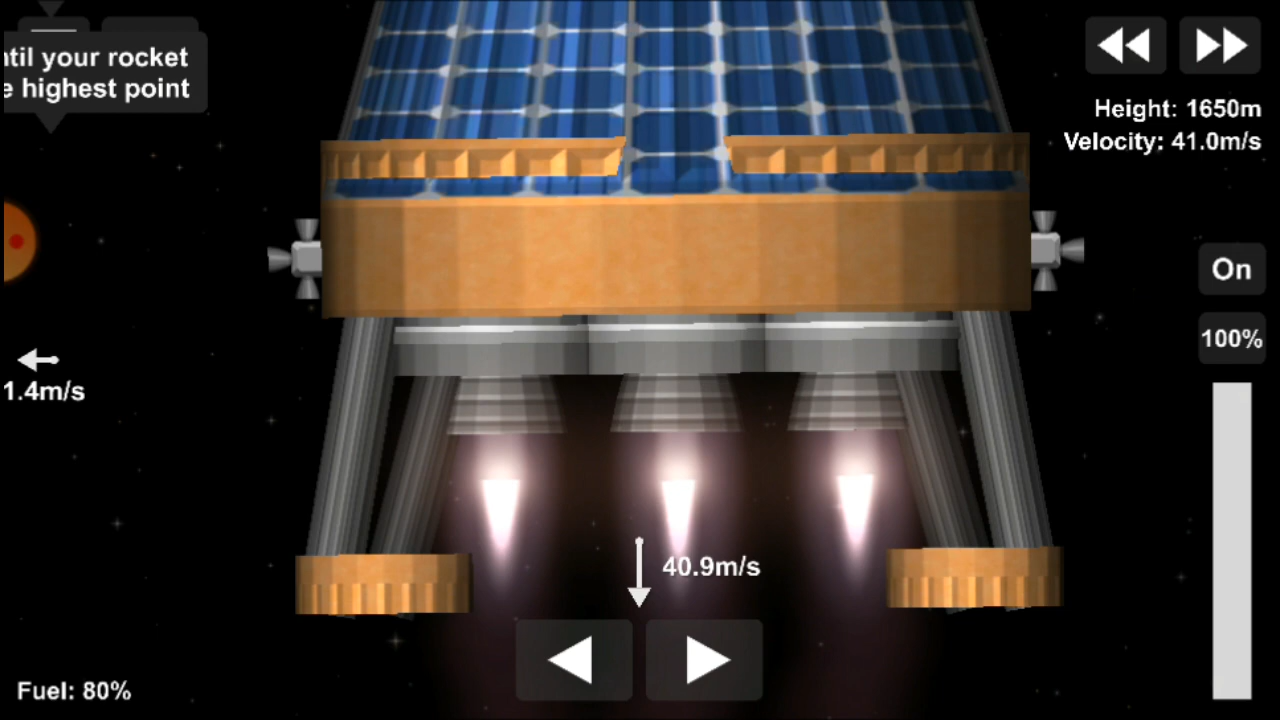 ntil your rocket
e highest point
Height: 1650m
Velocity: 41.0m/s
On
100%
1.4m/s
40.9m/s
Fuel: 80%